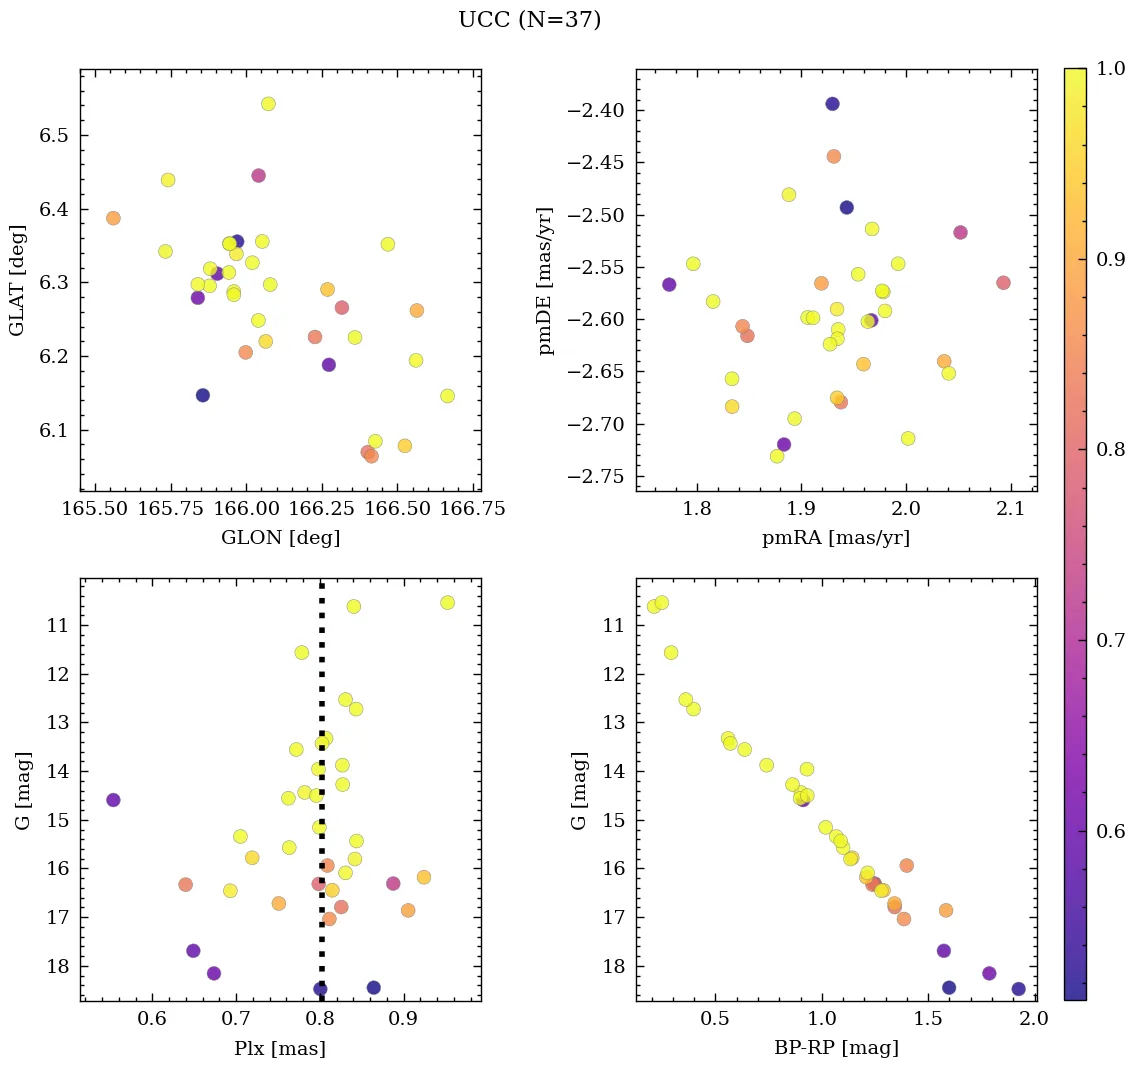 UCC (N=37)
6.5
6.4
6.3
6.2
6.1
GLAT [deg]
165.50 165.75 166.00 166.25 166.50 166.75
GLON [deg]
−2.40
−2.45
−2.50
−2.55
−2.60
−2.65
−2.70
−2.75
pmDE [mas/yr]
1.8 1.9 2.0 2.1
pmRA [mas/yr]
11
12
13
14
15
16
17
18
G [mag]
0.6 0.7 0.8 0.9
Plx [mas]
11
12
13
14
15
16
17
18
G [mag]
0.5 1.0 1.5 2.0
BP-RP [mag]
1.0
0.9
0.8
0.7
0.6